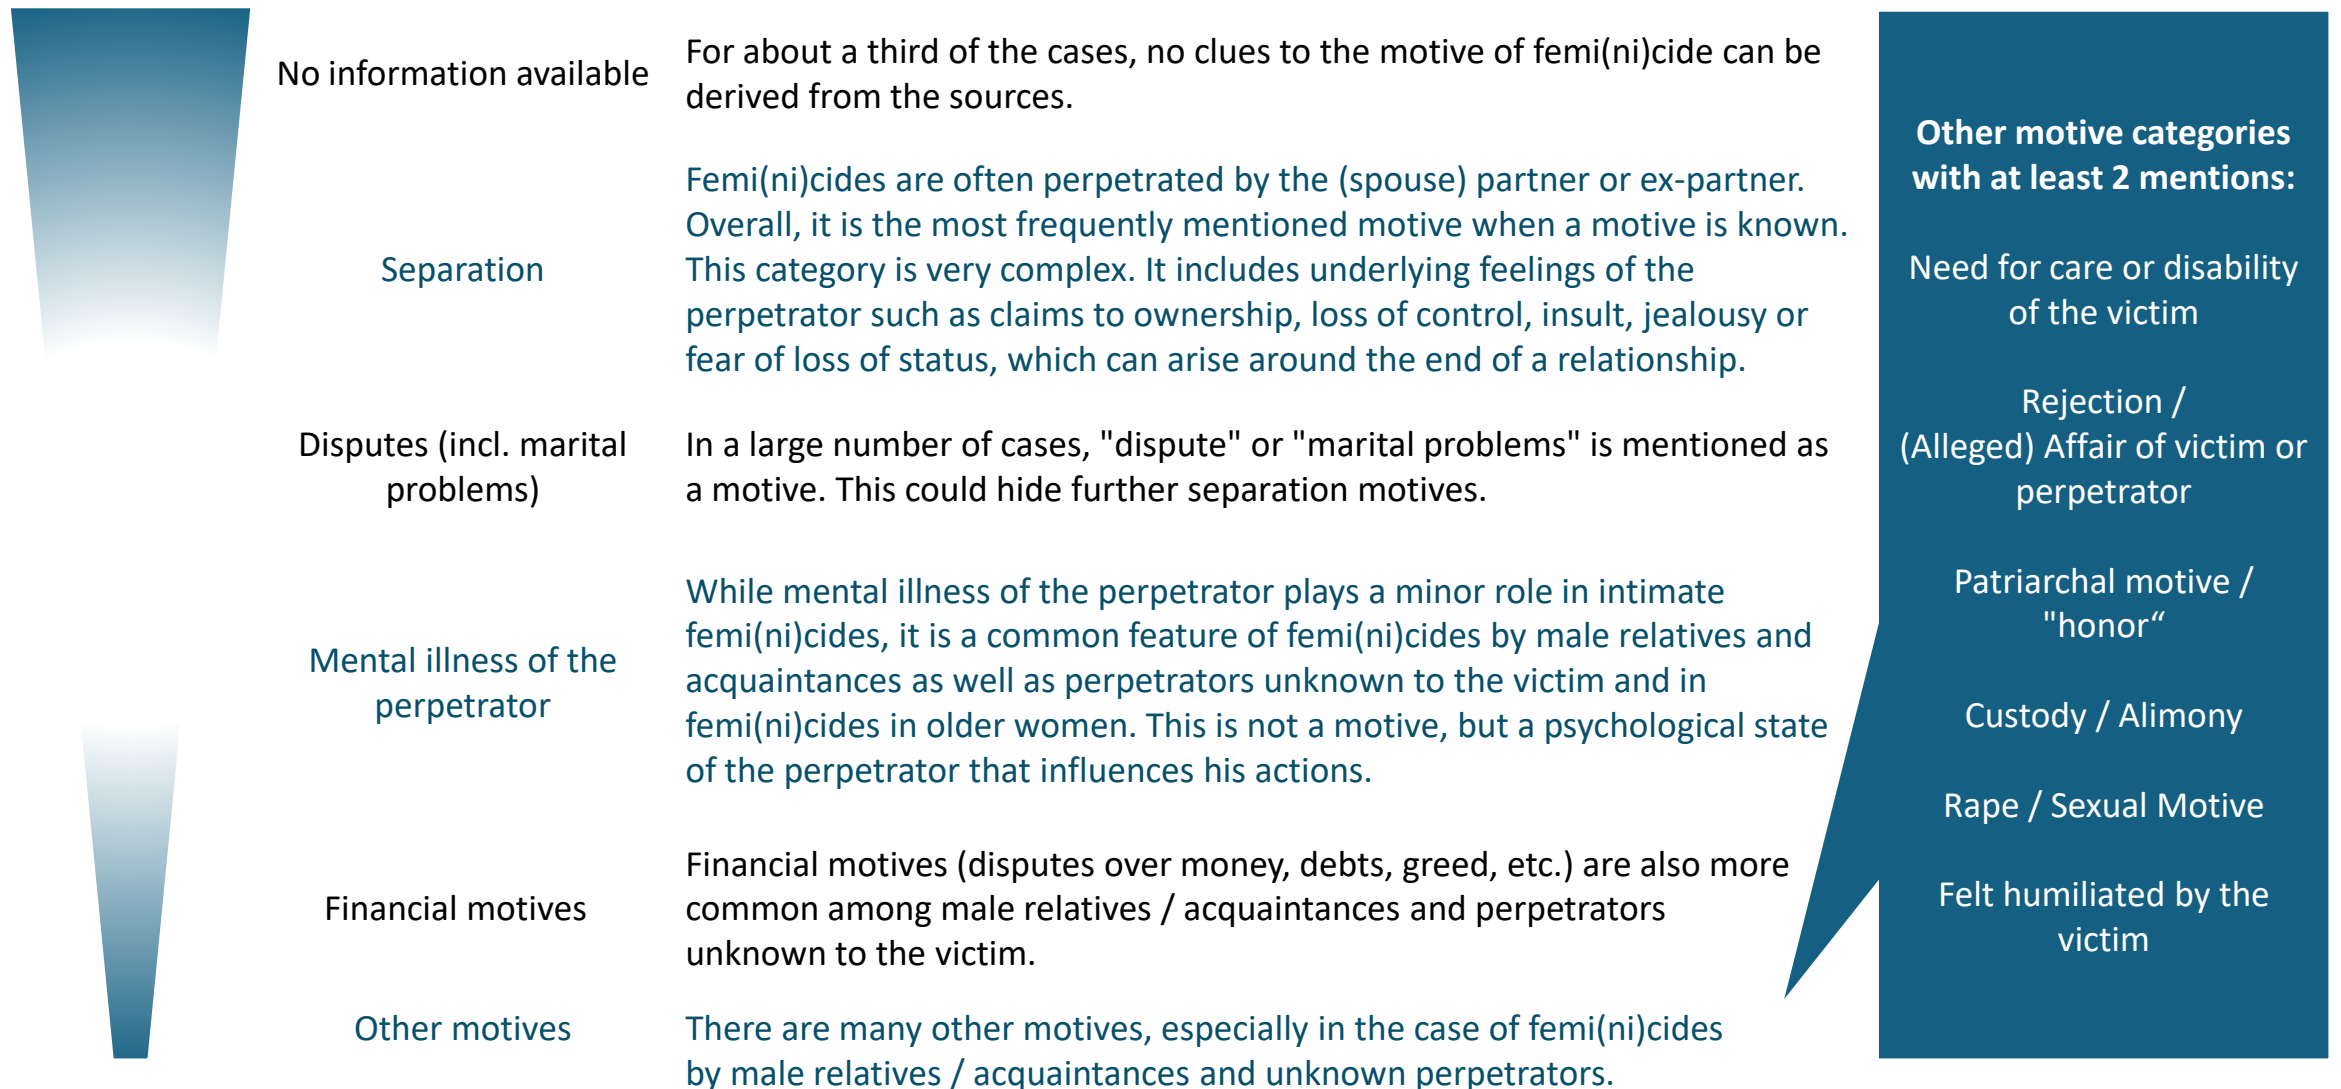 No information available
For about a third of the cases, no clues to the motive of femi(ni)cide can be
derived from the sources.
Separation
Femi(ni)cides are often perpetrated by the (spouse) partner or ex-partner.
Overall, it is the most frequently mentioned motive when a motive is known.
This category is very complex. It includes underlying feelings of the
perpetrator such as claims to ownership, loss of control, insult, jealousy or
fear of loss of status, which can arise around the end of a relationship.
Disputes (incl. marital
problems)
In a large number of cases, "dispute" or "marital problems" is mentioned as
a motive. This could hide further separation motives.
Mental illness of the
perpetrator
While mental illness of the perpetrator plays a minor role in intimate
femi(ni)cides, it is a common feature of femi(ni)cides by male relatives and
acquaintances as well as perpetrators unknown to the victim and in
femi(ni)cides in older women. This is not a motive, but a psychological state
of the perpetrator that influences his actions.
Financial motives
Financial motives (disputes over money, debts, greed, etc.) are also more
common among male relatives / acquaintances and perpetrators
unknown to the victim.
Other motives
There are many other motives, especially in the case of femi(ni)cides
by male relatives / acquaintances and unknown perpetrators.
Other motive categories
with at least 2 mentions:
Need for care or disability
of the victim
Rejection /
(Alleged) Affair of victim or
perpetrator
Patriarchal motive /
"honor“
Custody / Alimony
Rape / Sexual Motive
Felt humiliated by the
victim